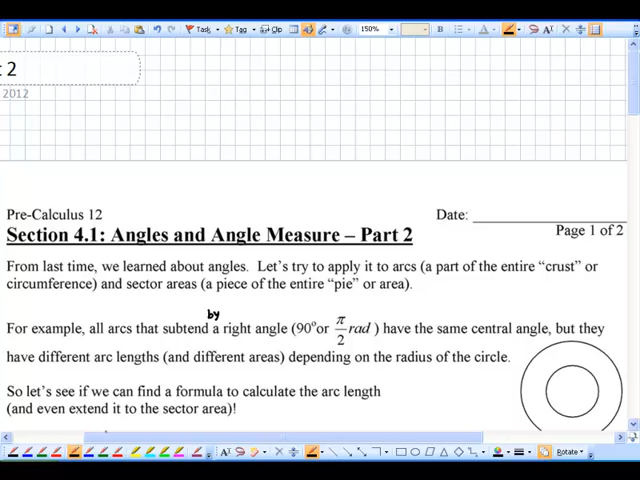 Task
Tag
Clip
150%
B
A
t 2
2012
Pre-Calculus 12
Date:
Section 4.1: Angles and Angle Measure – Part 2
Page 1 of 2
From last time, we learned about angles. Let's try to apply it to arcs (a part of the entire "crust" or
circumference) and sector areas (a piece of the entire "pie" or area).
by
For example, all arcs that subtend a right angle (90° or π/2 rad ) have the same central angle, but they
have different arc lengths (and different areas) depending on the radius of the circle.
So let's see if we can find a formula to calculate the arc length
(and even extend it to the sector area)!
Rotate